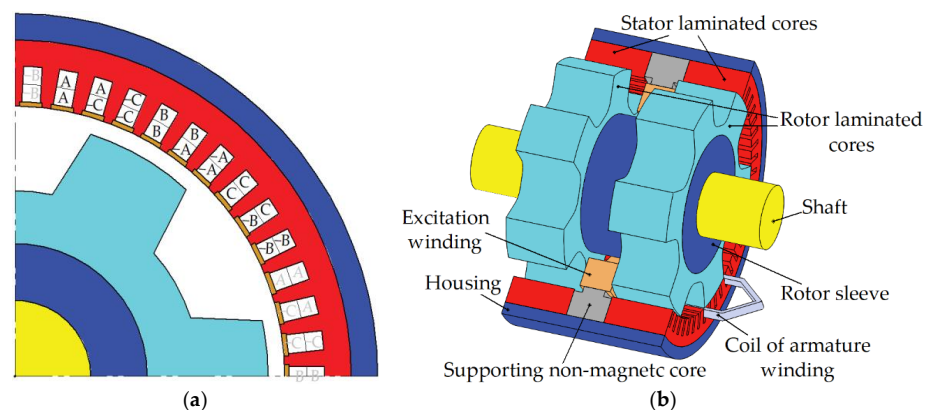 -B
-B
A
A
A
-C
-C
-C
B
B
B
-A
-A
-A
C
C
C
-B
-B -B
A A
-C A
-C -C
B B
(a)
Stator laminated cores
Rotor laminated
cores
Shaft
Excitation
winding
Rotor sleeve
Housing
Coil of armature
winding
Supporting non-magnetc core
(b)